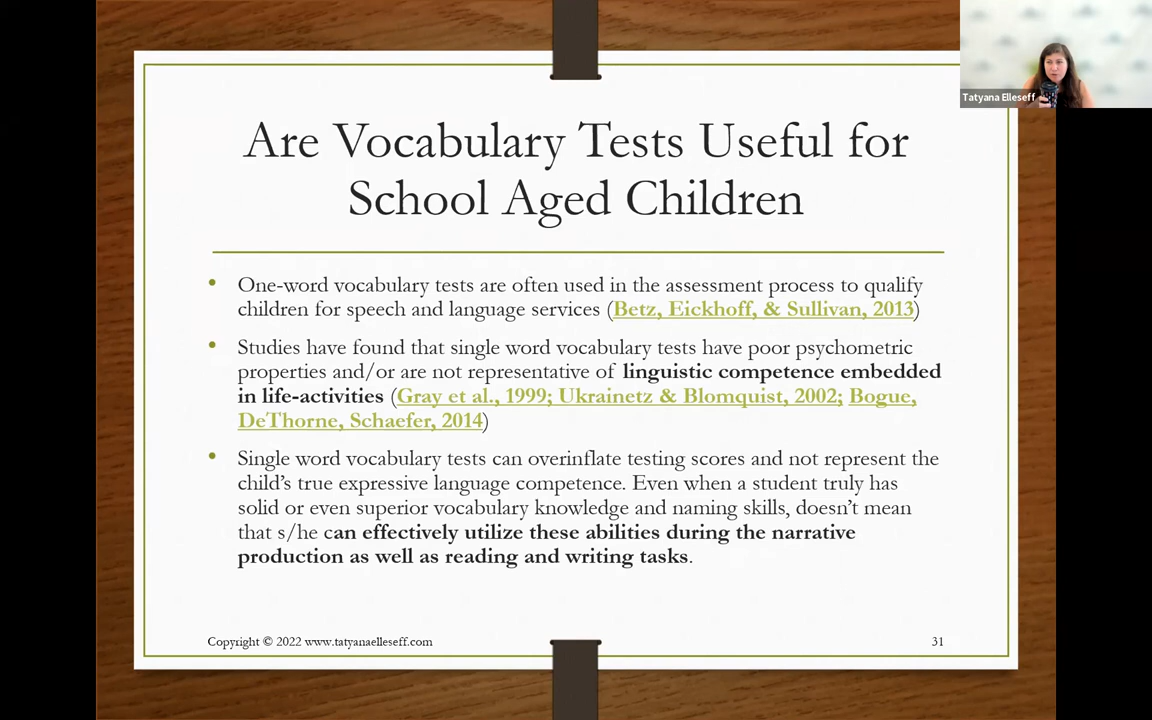 Tatyana Elleseff
Are Vocabulary Tests Useful for
School Aged Children
• One-word vocabulary tests are often used in the assessment process to qualify
children for speech and language services (Betz, Eickhoff, & Sullivan, 2013)
• Studies have found that single word vocabulary tests have poor psychometric
properties and/or are not representative of linguistic competence embedded
in life-activities (Gray et al., 1999; Ukrainetz & Blomquist, 2002; Bogue,
DeThorne, Schaefer, 2014)
• Single word vocabulary tests can overinflate testing scores and not represent the
child's true expressive language competence. Even when a student truly has
solid or even superior vocabulary knowledge and naming skills, doesn't mean
that s/he can effectively utilize these abilities during the narrative
production as well as reading and writing tasks.
Copyright © 2022 www.tatyanaelleseff.com
31